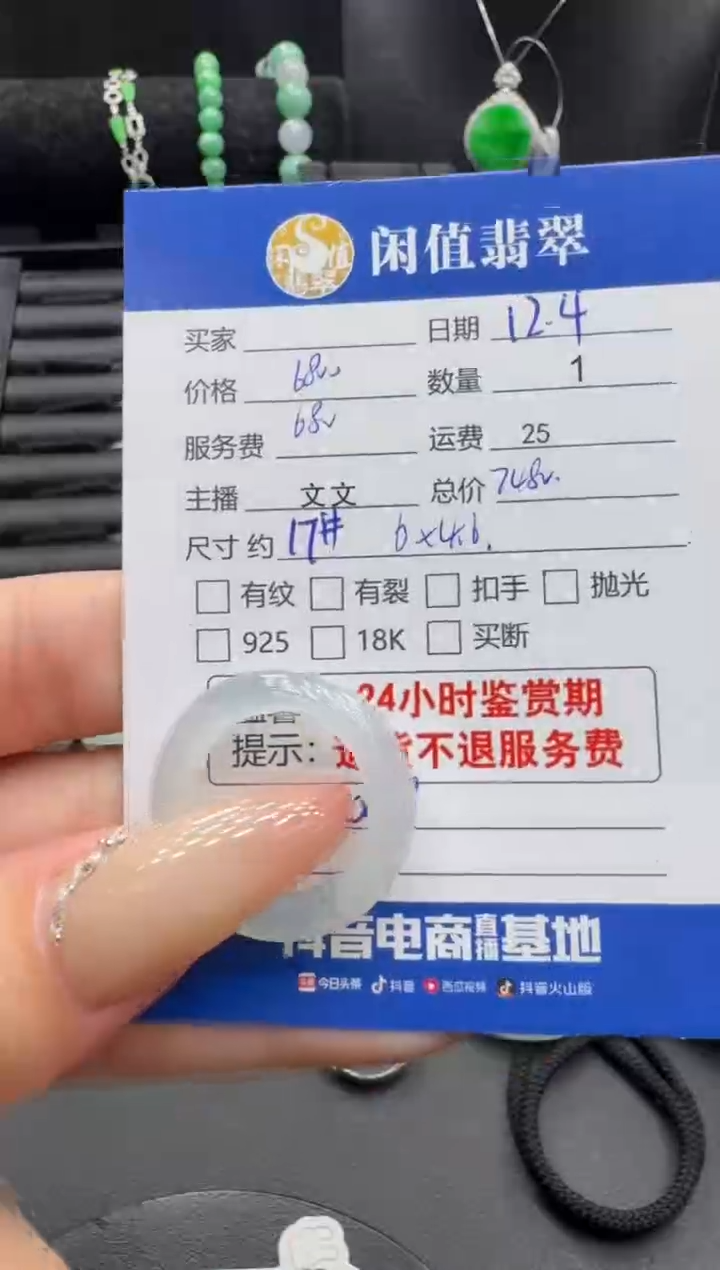 闲值翡翠
买家 日期 12.4
价格 680 数量 1
服务费 68 运费 25
主播 文文 总价 748
尺寸 约 17# 6×4.6
有纹 有裂 扣手 抛光
925 18K 买断
24小时鉴赏期
提示: 不退服务费
抖音电商直播基地
今日头条 抖音 西瓜视频 抖音火山版